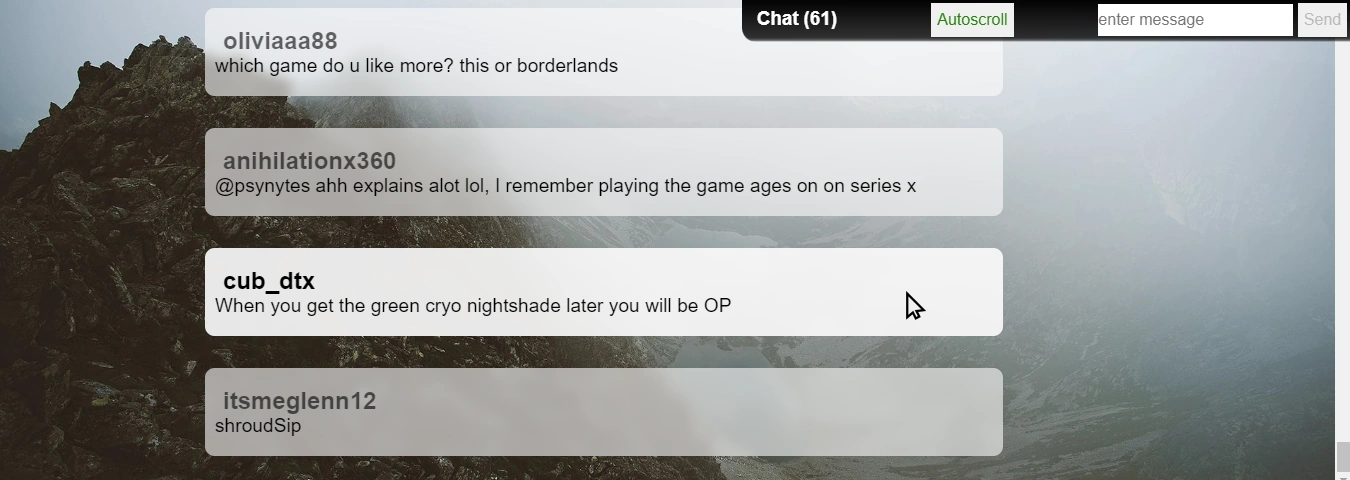 Chat (61) Autoscroll enter message Send
oliviaaa88
which game do u like more? this or borderlands
anihilationx360
@psynytes ahh explains alot lol, I remember playing the game ages on on series x
cub_dtx
When you get the green cryo nightshade later you will be OP
itsmeglenn12
shroudSip